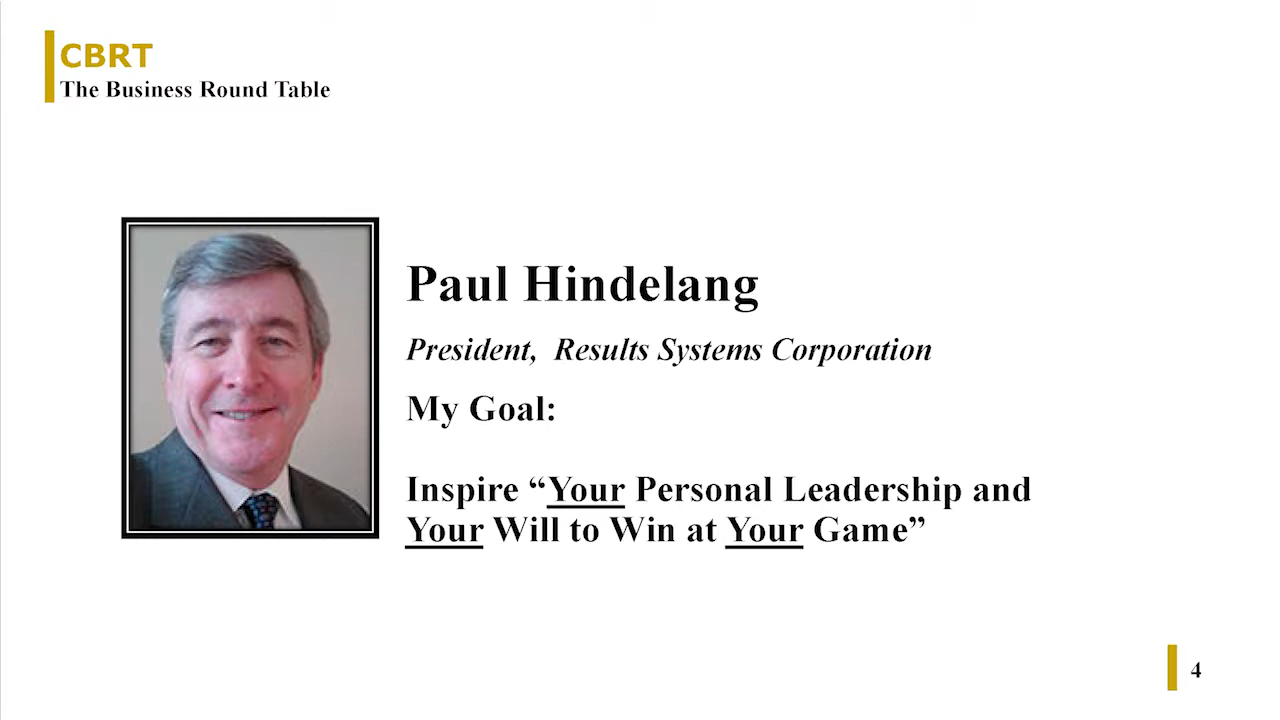 CBRT
The Business Round Table
Paul Hindelang
President,  Results Systems Corporation
My Goal:
Inspire “Your Personal Leadership and
Your Will to Win at Your Game”
4